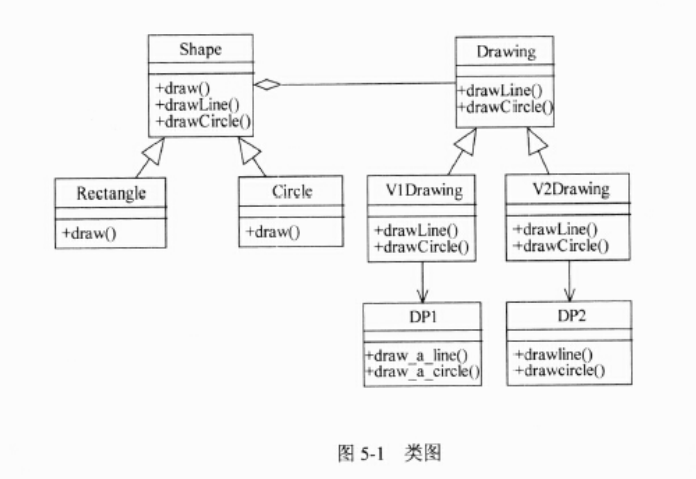 Shape
+draw()
+drawLine()
+drawCircle()
Drawing
+drawLine()
+drawCircle()
Rectangle
+draw()
Circle
+draw()
V1Drawing
+drawLine()
+drawCircle()
V2Drawing
+drawLine()
+drawCircle()
DP1
+draw_a_line()
+draw_a_circle()
DP2
+drawline()
+drawcircle()
图 5-1 类图